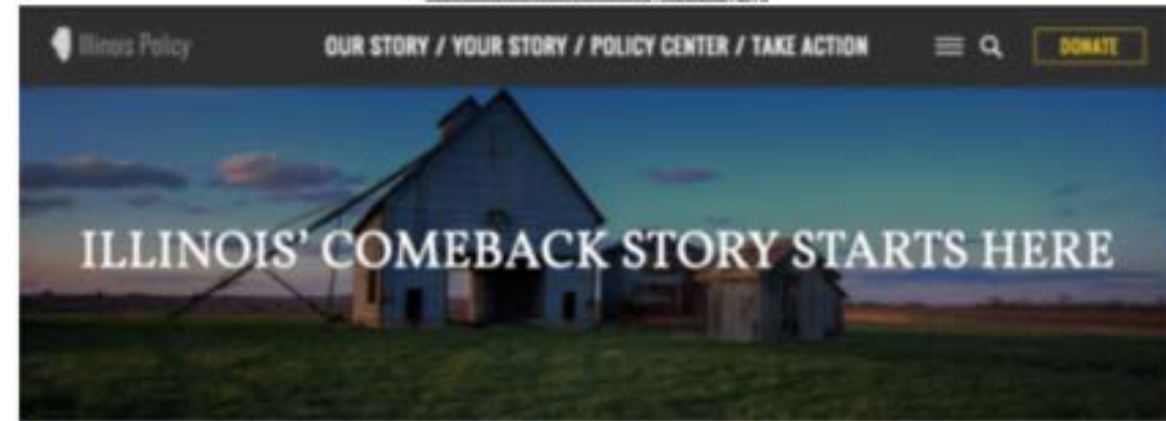 Illinois Policy
OUR STORY / YOUR STORY / POLICY CENTER / TAKE ACTION
DONATE
ILLINOIS' COMEBACK STORY STARTS HERE